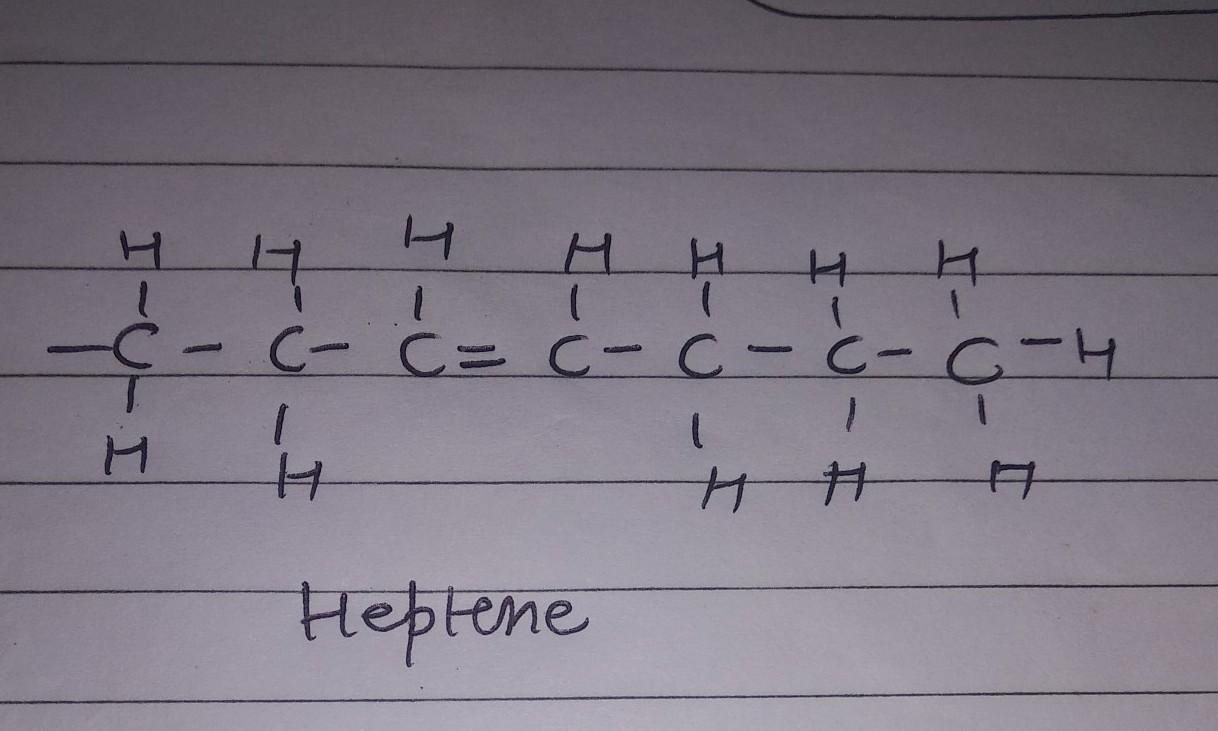 H H H H H H H
| | | | | | |
—C – C – C = C – C – C – C – H
| | | | |
H H H H H
Heptene